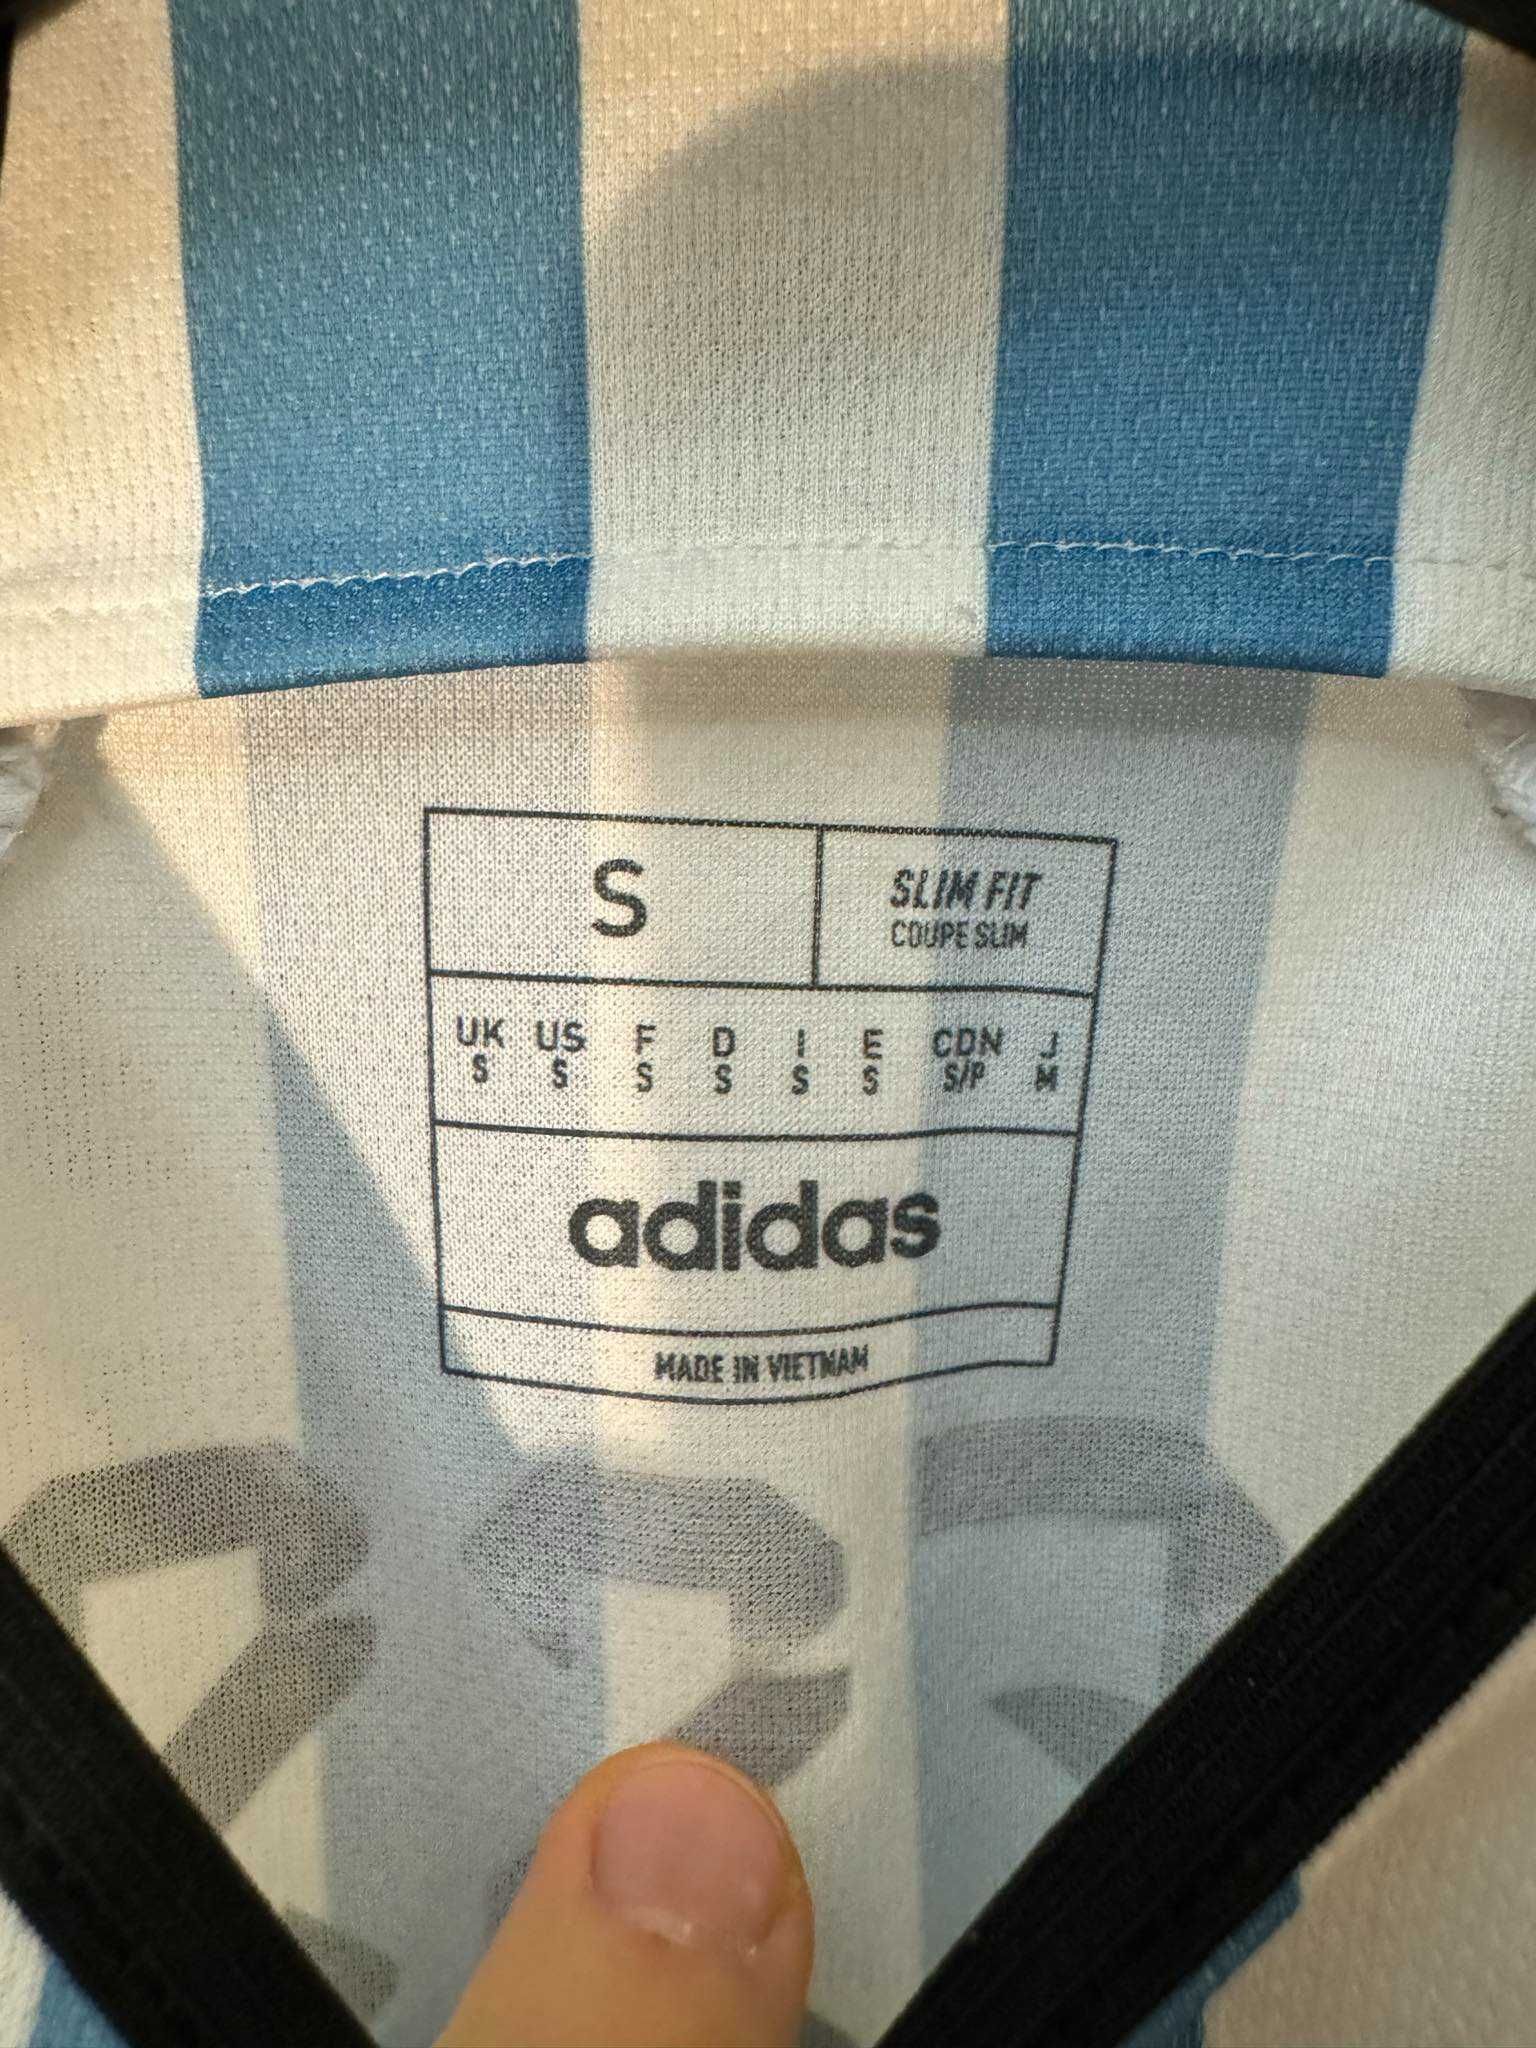 S
SLIM FIT
COUPE SLIM
UK US F D I E CDN J
S S S S S S S/P M
adidas
MADE IN VIETNAM